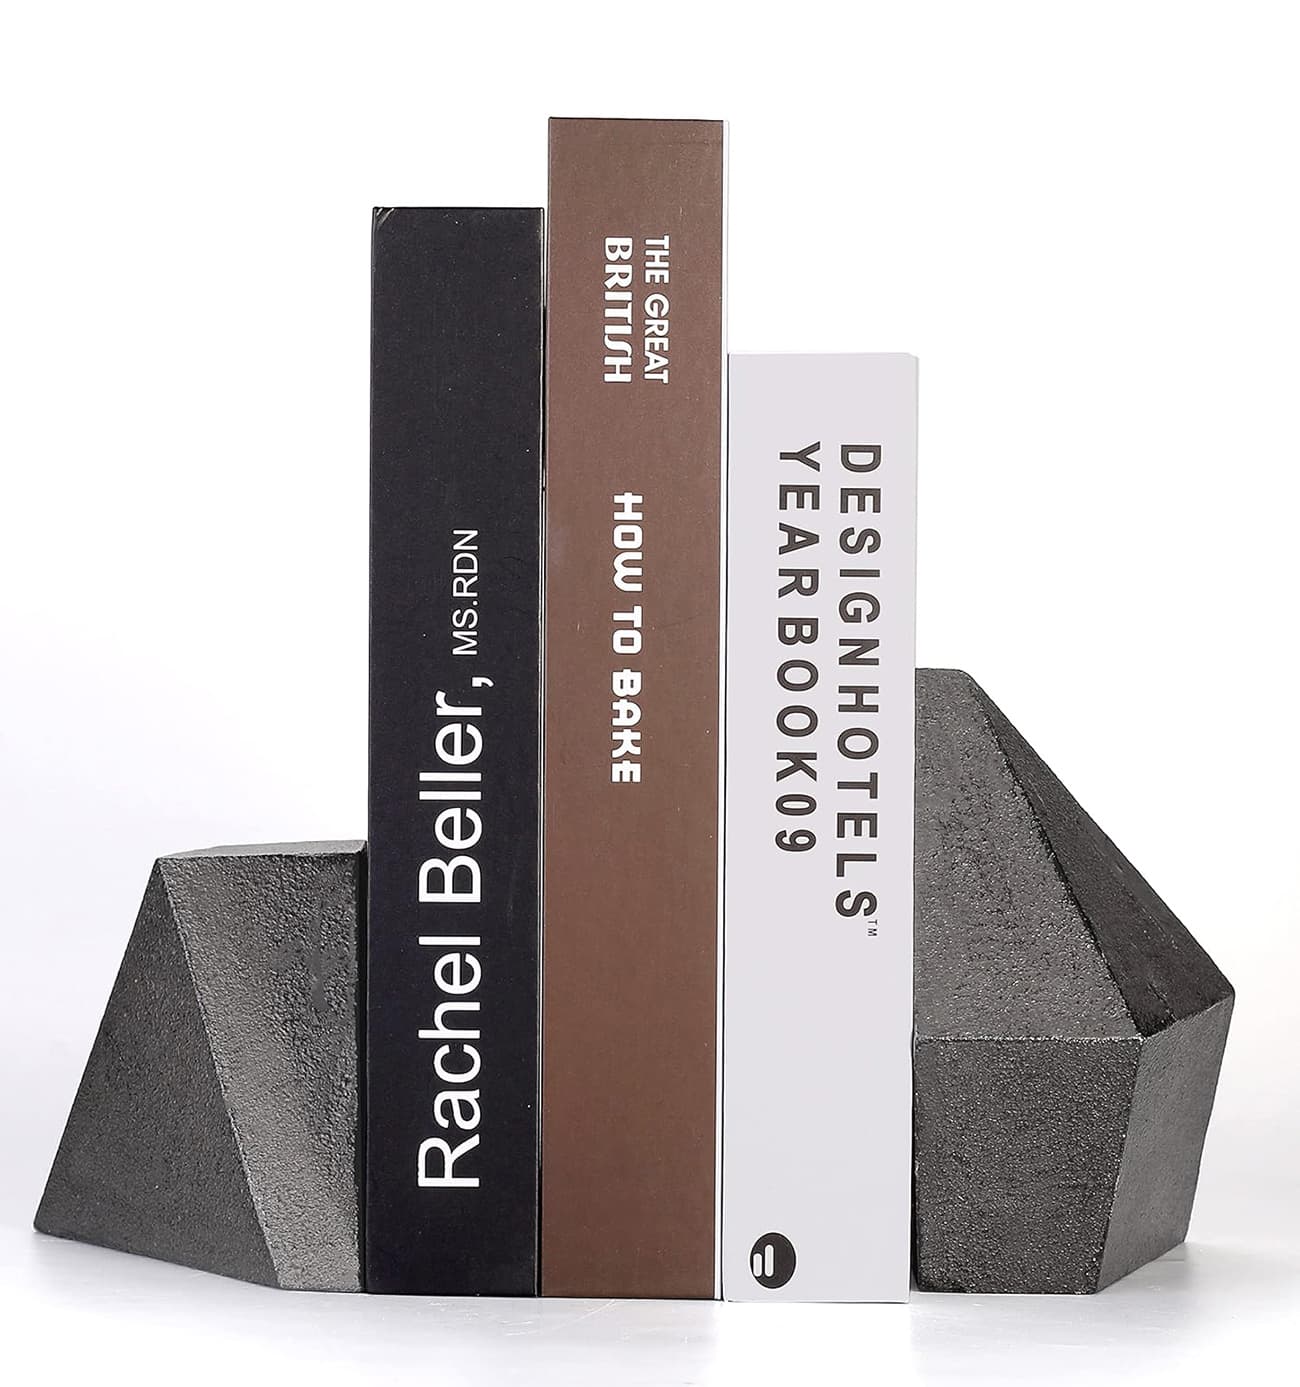 Rachel Beller, MS.RDN
THE GREAT
BRITISH
HOW TO BAKE
DESIGNHOTELS™
YEARBOOK09